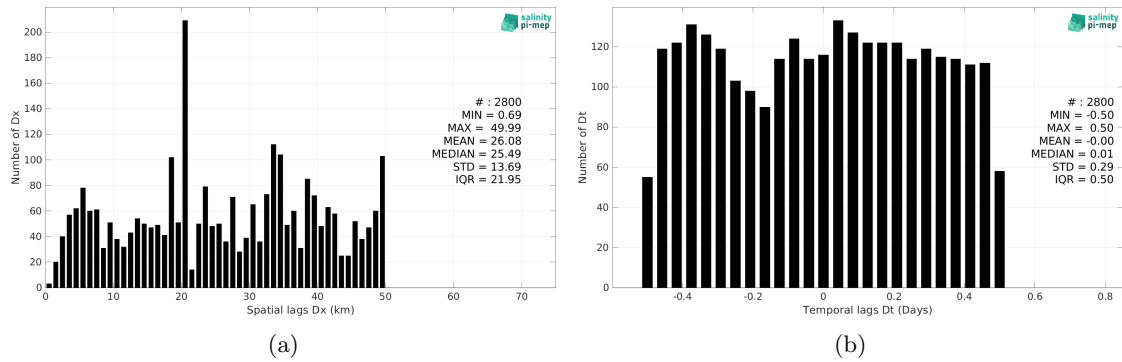 salinity
pi-mep
Number of Dx
220
200
180
160
140
120
100
80
60
40
20
0
# : 2800
MIN = 0.69
MAX = 49.99
MEAN = 26.08
MEDIAN = 25.49
STD = 13.69
IQR = 21.95
0 10 20 30 40 50 60 70
Spatial lags Dx (km)
(a)
salinity
pi-mep
Number of Dt
120
100
80
60
40
20
0
# : 2800
MIN = -0.50
MAX = 0.50
MEAN = -0.00
MEDIAN = 0.01
STD = 0.29
IQR = 0.50
-0.4 -0.2 0 0.2 0.4 0.6 0.8
Temporal lags Dt (Days)
(b)